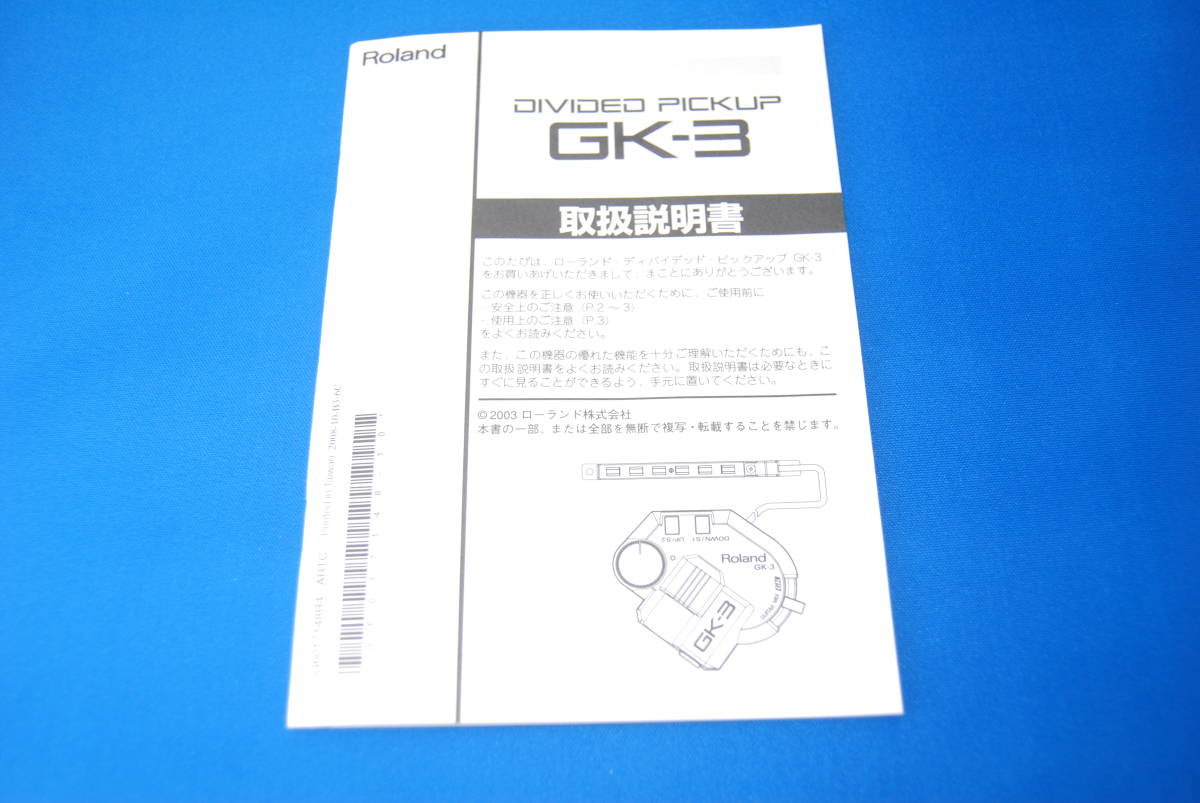 Roland
DIVIDED PICKUP
GK-3
取扱説明書
このたびは、ローランド・ディバイデッド・ピックアップ GK-3
をお買いあげいただきまして、まことにありがとうございます。
この機器を正しくお使いいただくために、ご使用前に
・安全上のご注意（P.2 〜 3）
・使用上のご注意（P.3）
をよくお読みください。
また、この機器の優れた機能を十分ご理解いただくためにも、こ
の取扱説明書をよくお読みください。取扱説明書は必要なときに
すぐに見ることができるよう、手元に置いてください。
© 2003 ローランド株式会社
本書の一部、または全部を無断で複写・転載することを禁じます。
UP/S2
DOWN/S1
Roland
GK-3
GK-3
AR1C Printed in Taiwan 2008-10-B3-6C